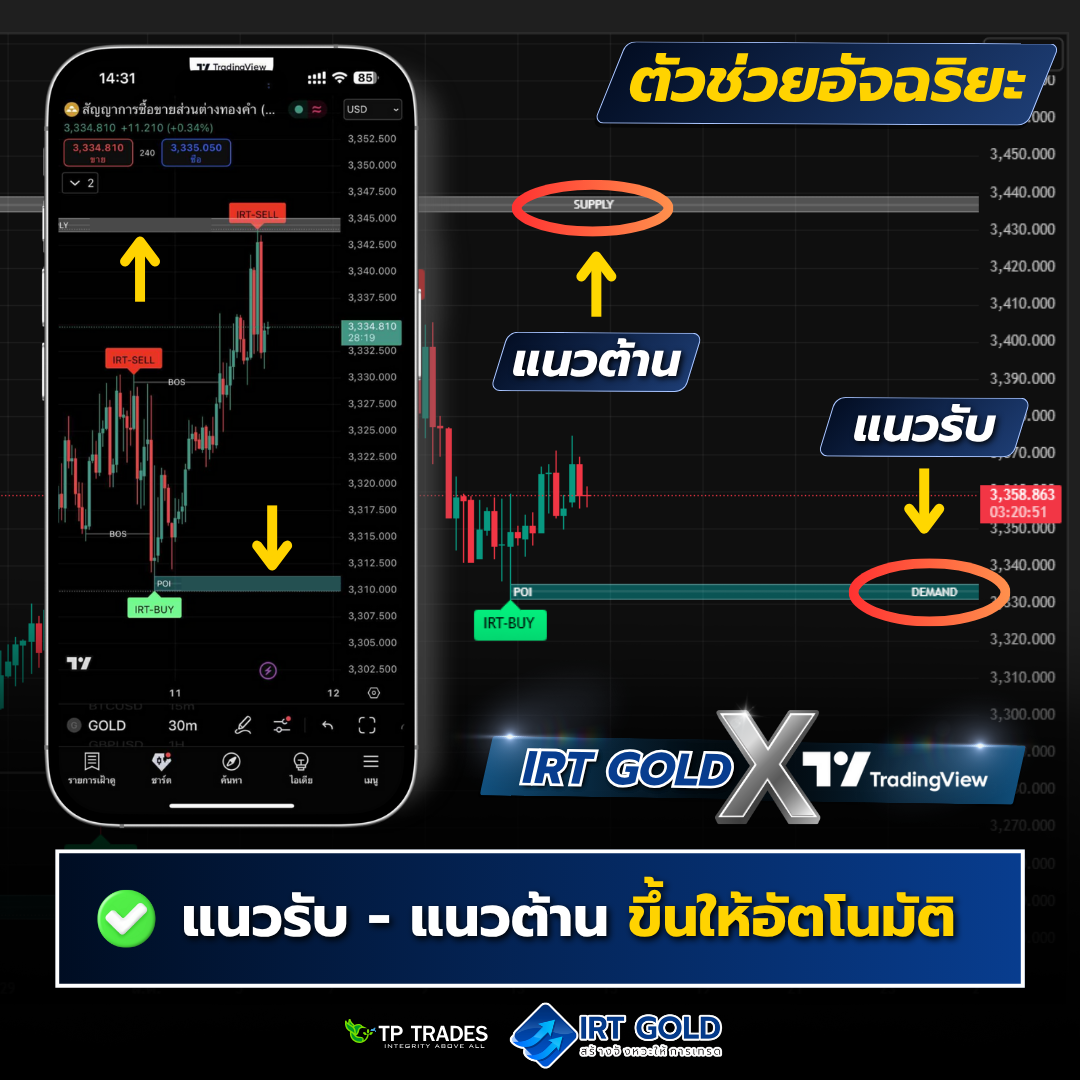 ตัวช่วยอัจฉริยะ
14:31
TradingView
85
สัญญาการซื้อขายส่วนต่างทองคำ (...
USD
3,334.810 +11.210 (+0.34%)
3,334.810
ขาย
240
3,335.050
ซื้อ
2
3,352.500
3,350.000
3,347.500
3,345.000
3,342.500
3,340.000
3,337.500
3,334.810
28:19
3,332.500
3,330.000
3,327.500
3,325.000
3,322.500
3,320.000
3,317.500
3,315.000
3,312.500
3,310.000
3,307.500
3,305.000
3,302.500
LY
IRT-SELL
IRT-SELL
BOS
BOS
POI
IRT-BUY
11
12
BTCUSD 15m
GOLD 30m
GBPUSD 1H
รายการเฝ้าดู
ชาร์ต
ค้นหา
ไอเดีย
เมนู
SUPPLY
แนวต้าน
แนวรับ
3,450.000
3,440.000
3,430.000
3,420.000
3,410.000
3,400.000
3,390.000
3,358.863
03:20:51
3,350.000
3,340.000
3,320.000
3,310.000
3,300.000
3,270.000
POI
DEMAND
IRT-BUY
IRT GOLD X TradingView
แนวรับ - แนวต้าน ขึ้นให้อัตโนมัติ
TP TRADES
INTEGRITY ABOVE ALL
IRT GOLD
สร้างจังหวะให้การเทรด